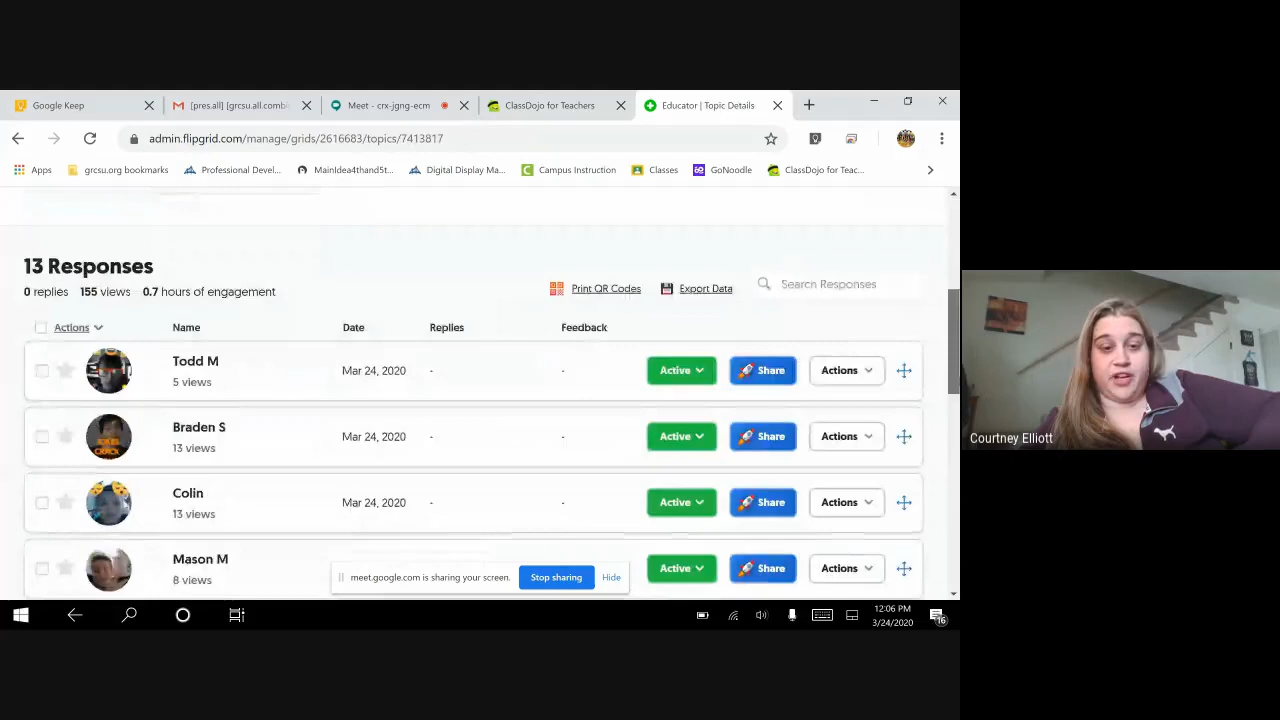 Google Keep
[pres.all] [grcsu.all.combi
Meet - crx-jgng-ecm
ClassDojo for Teachers
Educator | Topic Details
admin.flipgrid.com/manage/grids/2616683/topics/7413817
Apps
grcsu.org bookmarks
Professional Devel...
MainIdea4thand5t...
Digital Display Ma...
Campus Instruction
Classes
GoNoodle
ClassDojo for Teac...
13 Responses
0 replies 155 views 0.7 hours of engagement
Print QR Codes
Export Data
Search Responses
Actions Name Date Replies Feedback
Todd M
5 views
Mar 24, 2020 - - Active Share Actions
Braden S
13 views
Mar 24, 2020 - - Active Share Actions
Colin
13 views
Mar 24, 2020 - - Active Share Actions
Mason M
8 views
Active Share Actions
meet.google.com is sharing your screen. Stop sharing Hide
12:06 PM
3/24/2020
16
Courtney Elliott